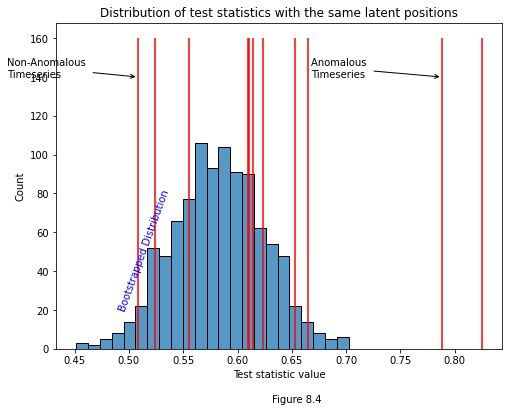 Distribution of test statistics with the same latent positions
160
140
120
100
80
60
40
20
0
Count
Non-Anomalous
Timeseries
Anomalous
Timeseries
Bootstrapped Distribution
0.45 0.50 0.55 0.60 0.65 0.70 0.75 0.80
Test statistic value
Figure 8.4